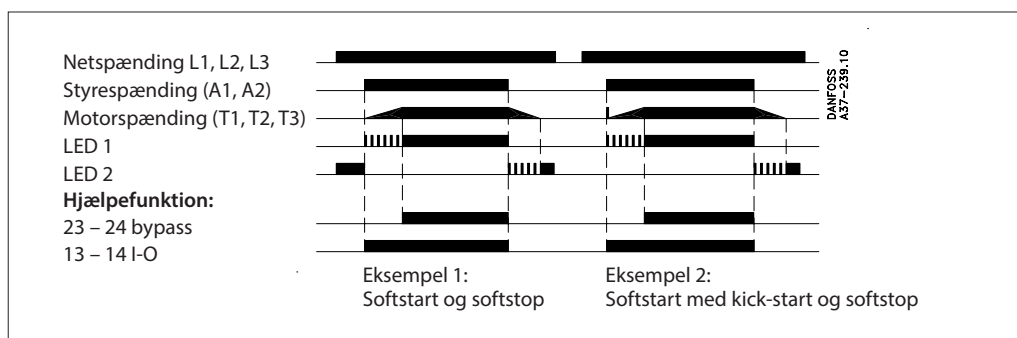 Netspænding L1, L2, L3
Styrespænding (A1, A2)
Motorspænding (T1, T2, T3)
LED 1
LED 2
Hjælpefunktion:
23 – 24 bypass
13 – 14 I-O
Eksempel 1:
Softstart og softstop
Eksempel 2:
Softstart med kick-start og softstop
DANFOSS
A37-239.10